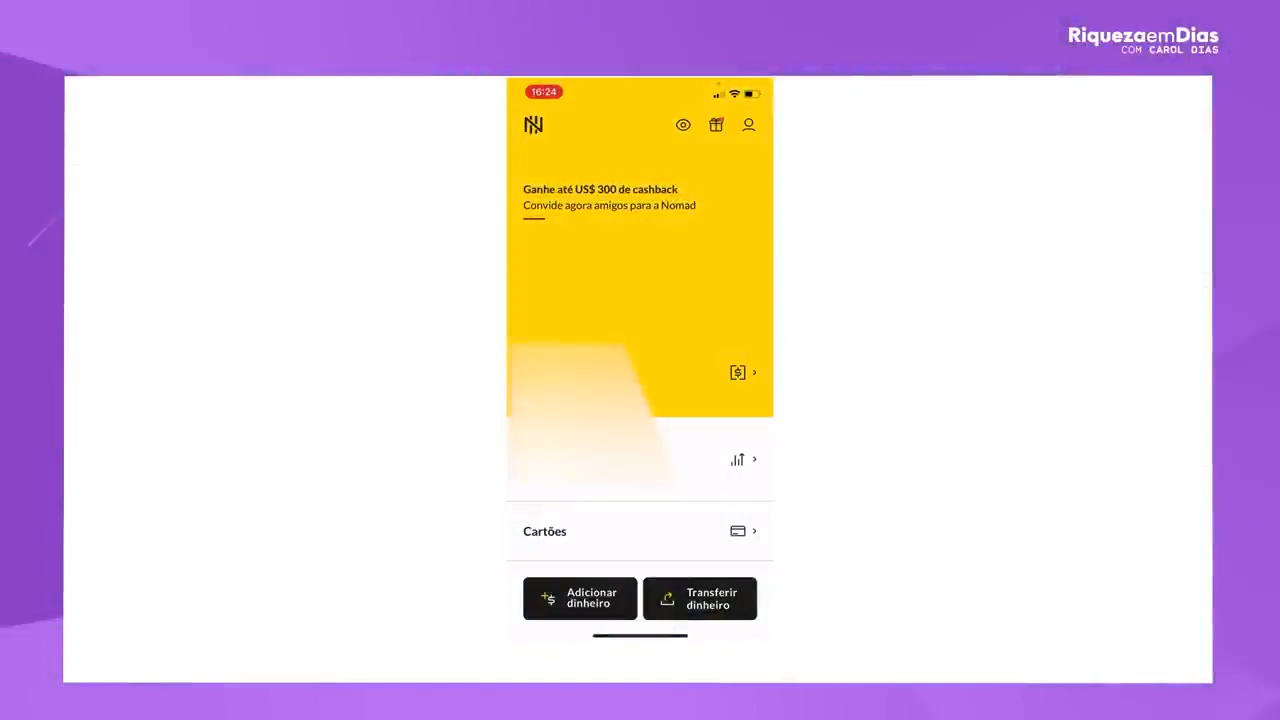 RiquezaemDias
COM CAROL DIAS
16:24
Ganhe até US$ 300 de cashback
Convide agora amigos para a Nomad
Cartões
Adicionar
dinheiro
Transferir
dinheiro